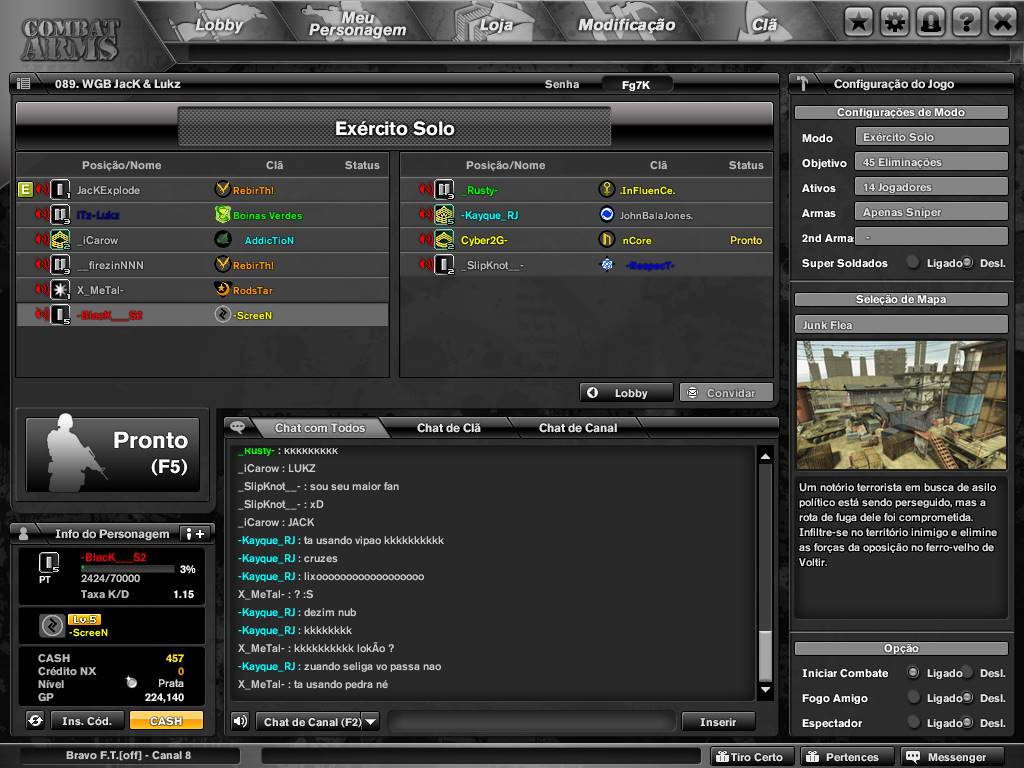 COMBAT ARMS
Lobby
Meu Personagem
Loja
Modificação
Clã
089. WGB JacK & Lukz
Senha
Fg7K
Exército Solo
Posição/Nome Clã Status
E JacKExplode RebirTh!
ITz-Lukz Boinas Verdes
_iCarow AddicTioN
__firezinNNN RebirTh!
X_MeTal- RodsTar
-BlacK___S2 -ScreeN
Posição/Nome Clã Status
_Rusty- .InFluenCe.
-Kayque_RJ JohnBalaJones.
Cyber2G- nCore Pronto
_SlipKnot__- -RespecT-
Lobby
Convidar
Configuração do Jogo
Configurações de Modo
Modo Exército Solo
Objetivo 45 Eliminações
Ativos 14 Jogadores
Armas Apenas Sniper
2nd Arma -
Super Soldados Ligado Desl.
Seleção de Mapa
Junk Flea
Um notório terrorista em busca de asilo
político está sendo perseguido, mas a
rota de fuga dele foi comprometida.
Infiltre-se no território inimigo e elimine
as forças da oposição no ferro-velho de
Voltir.
Opção
Iniciar Combate Ligado Desl.
Fogo Amigo Ligado Desl.
Espectador Ligado Desl.
Pronto
(F5)
Info do Personagem
i +
-BlacK___S2
PT
3%
2424/70000
Taxa K/D 1.15
Lv.5
-ScreeN
CASH 457
Crédito NX 0
Nível Prata
GP 224,140
Ins. Cód.
CASH
Chat com Todos
Chat de Clã
Chat de Canal
_Rusty- : kkkkkkkkk
_iCarow : LUKZ
_SlipKnot__- : sou seu maior fan
_SlipKnot__- : xD
_iCarow : JACK
-Kayque_RJ : ta usando vipao kkkkkkkkkk
-Kayque_RJ : cruzes
-Kayque_RJ : lixoooooooooooooooooo
X_MeTal- : ? :S
-Kayque_RJ : dezim nub
-Kayque_RJ : kkkkkkkk
X_MeTal- : kkkkkkkkkk lokÃo ?
-Kayque_RJ : zuando seliga vo passa nao
X_MeTal- : ta usando pedra né
Chat de Canal (F2)
Inserir
Bravo F.T.[off] - Canal 8
Tiro Certo
Pertences
Messenger